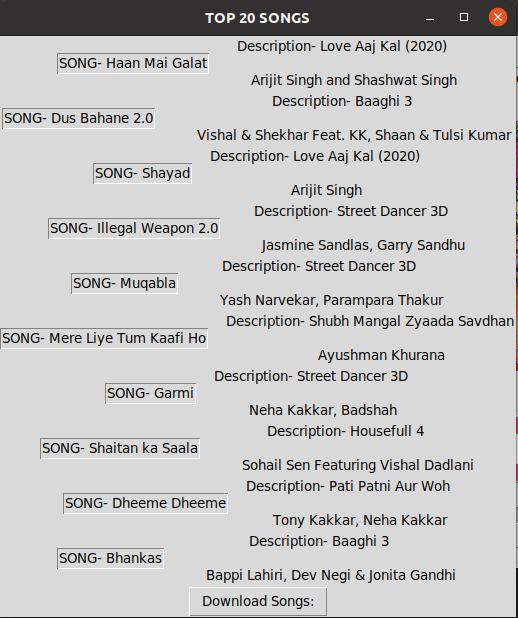 TOP 20 SONGS
Description- Love Aaj Kal (2020)
SONG- Haan Mai Galat
Arijit Singh and Shashwat Singh
Description- Baaghi 3
SONG- Dus Bahane 2.0
Vishal & Shekhar Feat. KK, Shaan & Tulsi Kumar
Description- Love Aaj Kal (2020)
SONG- Shayad
Arijit Singh
Description- Street Dancer 3D
SONG- Illegal Weapon 2.0
Jasmine Sandlas, Garry Sandhu
Description- Street Dancer 3D
SONG- Muqabla
Yash Narvekar, Parampara Thakur
Description- Shubh Mangal Zyaada Savdhan
SONG- Mere Liye Tum Kaafi Ho
Ayushman Khurana
Description- Street Dancer 3D
SONG- Garmi
Neha Kakkar, Badshah
Description- Housefull 4
SONG- Shaitan ka Saala
Sohail Sen Featuring Vishal Dadlani
Description- Pati Patni Aur Woh
SONG- Dheeme Dheeme
Tony Kakkar, Neha Kakkar
Description- Baaghi 3
SONG- Bhankas
Bappi Lahiri, Dev Negi & Jonita Gandhi
Download Songs: